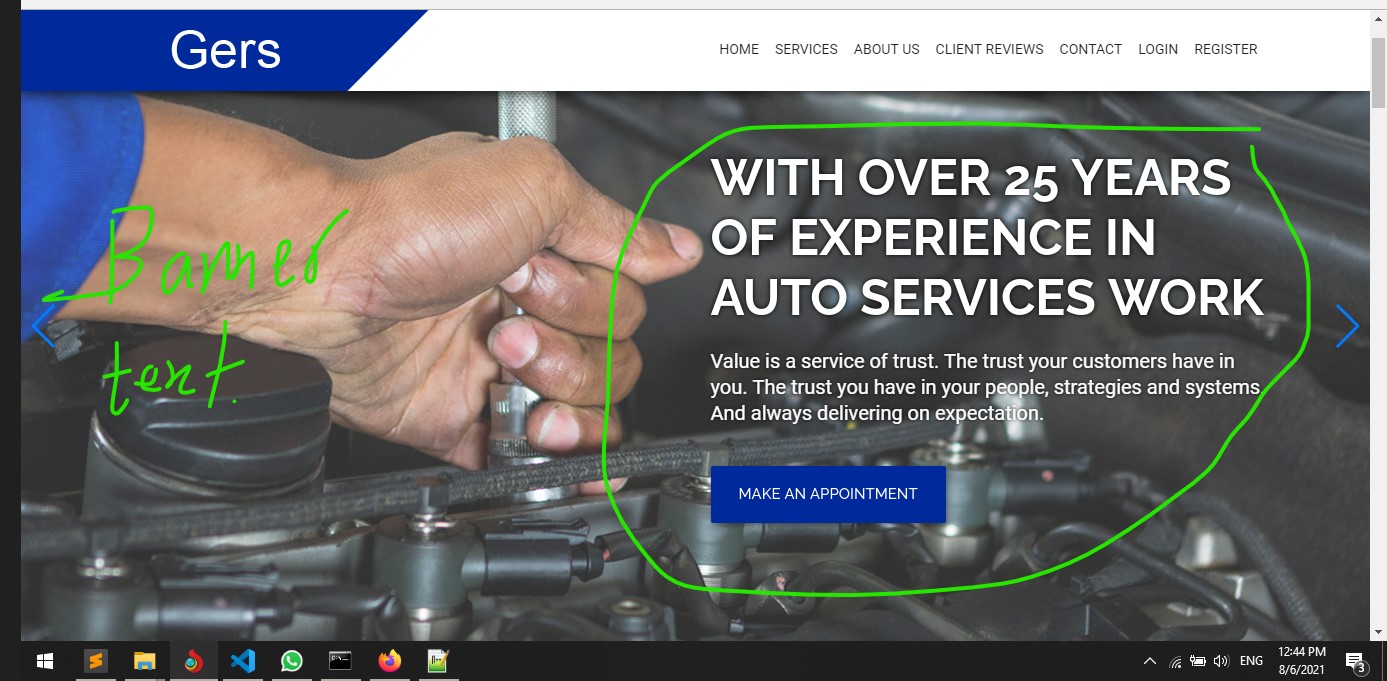 Gers
HOME SERVICES ABOUT US CLIENT REVIEWS CONTACT LOGIN REGISTER
WITH OVER 25 YEARS
OF EXPERIENCE IN
AUTO SERVICES WORK
Value is a service of trust. The trust your customers have in
you. The trust you have in your people, strategies and systems.
And always delivering on expectation.
MAKE AN APPOINTMENT
Banner
text.
ENG
12:44 PM
8/6/2021
3